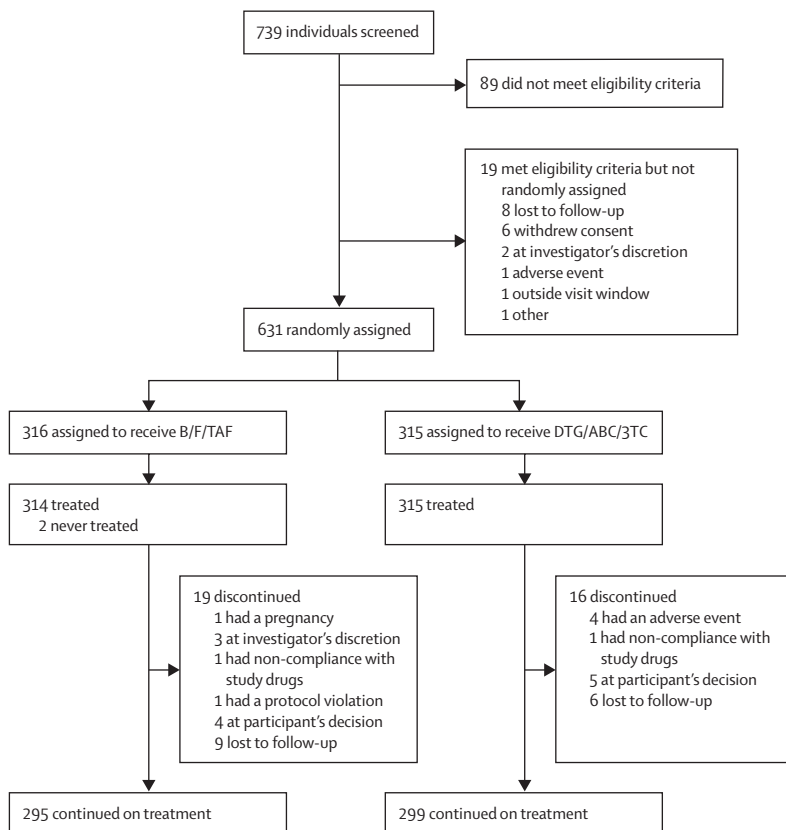 739 individuals screened
89 did not meet eligibility criteria
19 met eligibility criteria but not
randomly assigned
8 lost to follow-up
6 withdrew consent
2 at investigator's discretion
1 adverse event
1 outside visit window
1 other
631 randomly assigned
316 assigned to receive B/F/TAF
315 assigned to receive DTG/ABC/3TC
314 treated
2 never treated
315 treated
19 discontinued
1 had a pregnancy
3 at investigator's discretion
1 had non-compliance with
study drugs
1 had a protocol violation
4 at participant's decision
9 lost to follow-up
16 discontinued
4 had an adverse event
1 had non-compliance with
study drugs
5 at participant's decision
6 lost to follow-up
295 continued on treatment
299 continued on treatment